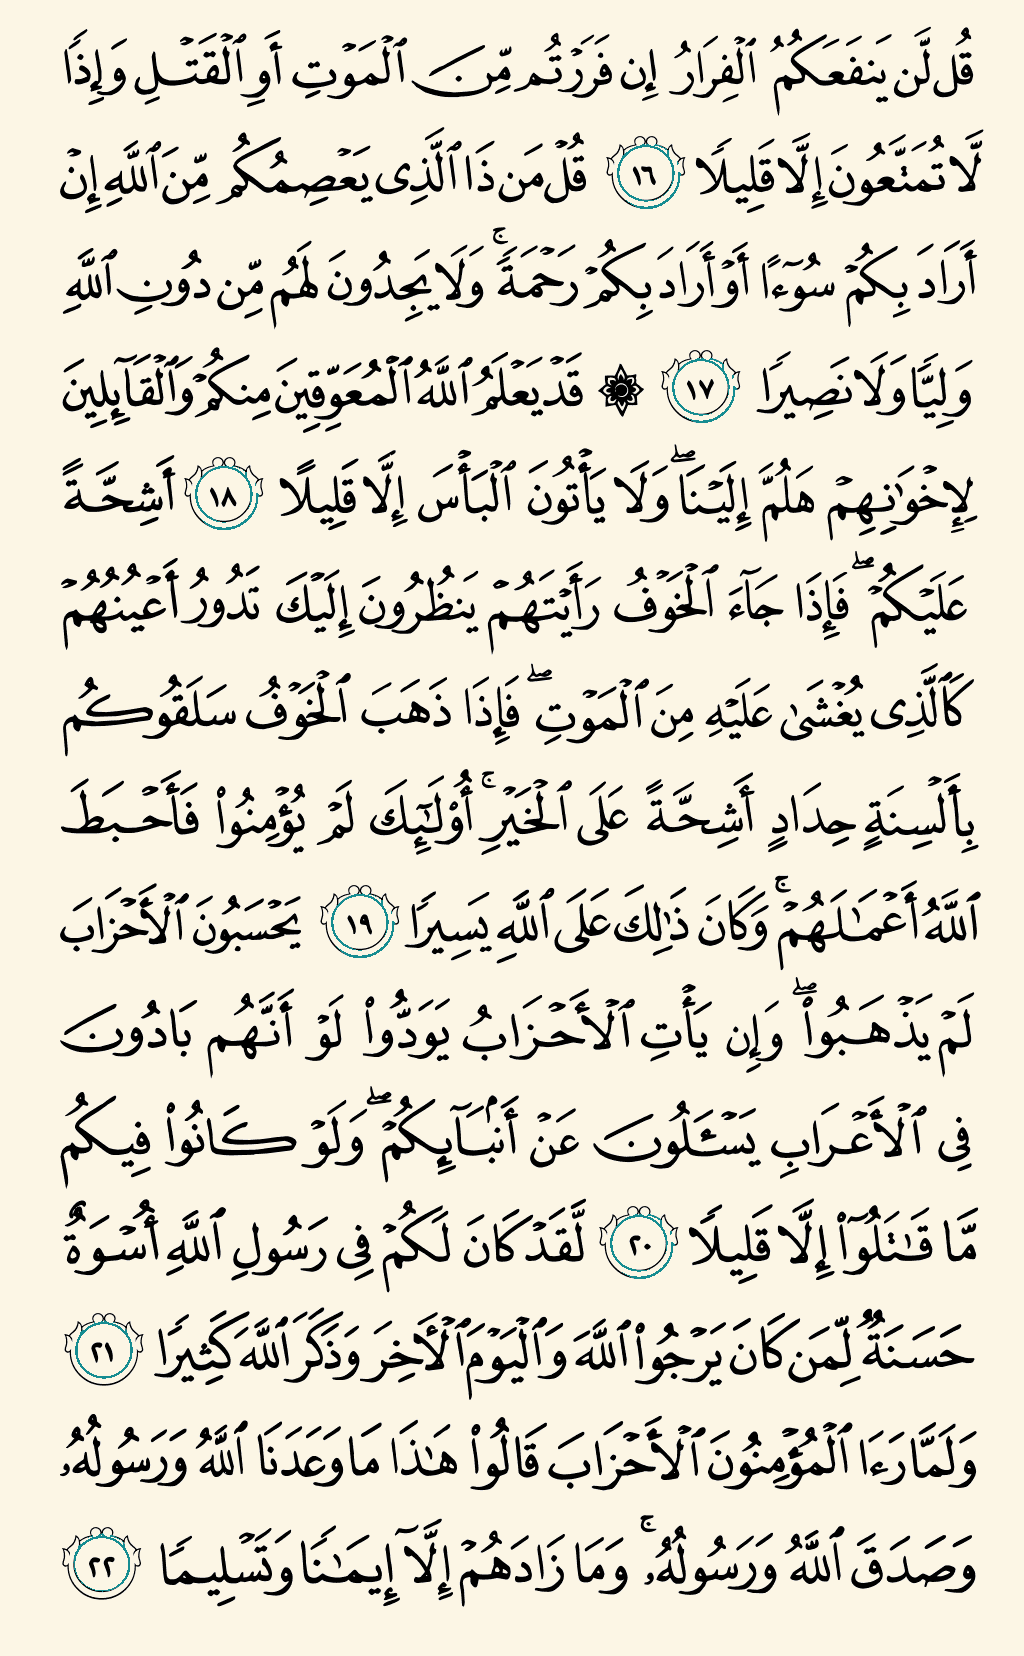 قُل لَّن يَنفَعَكُمُ ٱلۡفِرَارُ إِن فَرَرۡتُم مِّنَ ٱلۡمَوۡتِ أَوِ ٱلۡقَتۡلِ وَإِذٗا
لَّا تُمَتَّعُونَ إِلَّا قَلِيلٗا ١٦ قُلۡ مَن ذَا ٱلَّذِي يَعۡصِمُكُم مِّنَ ٱللَّهِ إِنۡ
أَرَادَ بِكُمۡ سُوٓءًا أَوۡ أَرَادَ بِكُمۡ رَحۡمَةٗۚ وَلَا يَجِدُونَ لَهُم مِّن دُونِ ٱللَّهِ
وَلِيّٗا وَلَا نَصِيرٗا ١٧ ۞ قَدۡ يَعۡلَمُ ٱللَّهُ ٱلۡمُعَوِّقِينَ مِنكُمۡ وَٱلۡقَآئِلِينَ
لِإِخۡوَٰنِهِمۡ هَلُمَّ إِلَيۡنَاۖ وَلَا يَأۡتُونَ ٱلۡبَأۡسَ إِلَّا قَلِيلًا ١٨ أَشِحَّةً
عَلَيۡكُمۡۖ فَإِذَا جَآءَ ٱلۡخَوۡفُ رَأَيۡتَهُمۡ يَنظُرُونَ إِلَيۡكَ تَدُورُ أَعۡيُنُهُمۡ
كَٱلَّذِي يُغۡشَىٰ عَلَيۡهِ مِنَ ٱلۡمَوۡتِۖ فَإِذَا ذَهَبَ ٱلۡخَوۡفُ سَلَقُوكُم
بِأَلۡسِنَةٍ حِدَادٍ أَشِحَّةً عَلَى ٱلۡخَيۡرِۚ أُوْلَٰٓئِكَ لَمۡ يُؤۡمِنُواْ فَأَحۡبَطَ
ٱللَّهُ أَعۡمَٰلَهُمۡۚ وَكَانَ ذَٰلِكَ عَلَى ٱللَّهِ يَسِيرٗا ١٩ يَحۡسَبُونَ ٱلۡأَحۡزَابَ
لَمۡ يَذۡهَبُواْۖ وَإِن يَأۡتِ ٱلۡأَحۡزَابُ يَوَدُّواْ لَوۡ أَنَّهُم بَادُونَ
فِي ٱلۡأَعۡرَابِ يَسۡـَٔلُونَ عَنۡ أَنۢبَآئِكُمۡۖ وَلَوۡ كَانُواْ فِيكُم
مَّا قَٰتَلُوٓاْ إِلَّا قَلِيلٗا ٢٠ لَّقَدۡ كَانَ لَكُمۡ فِي رَسُولِ ٱللَّهِ أُسۡوَةٌ
حَسَنَةٞ لِّمَن كَانَ يَرۡجُواْ ٱللَّهَ وَٱلۡيَوۡمَ ٱلۡأٓخِرَ وَذَكَرَ ٱللَّهَ كَثِيرٗا ٢١
وَلَمَّا رَءَا ٱلۡمُؤۡمِنُونَ ٱلۡأَحۡزَابَ قَالُواْ هَٰذَا مَا وَعَدَنَا ٱللَّهُ وَرَسُولُهُۥ
وَصَدَقَ ٱللَّهُ وَرَسُولُهُۥۚ وَمَا زَادَهُمۡ إِلَّآ إِيمَٰنٗا وَتَسۡلِيمٗا ٢٢